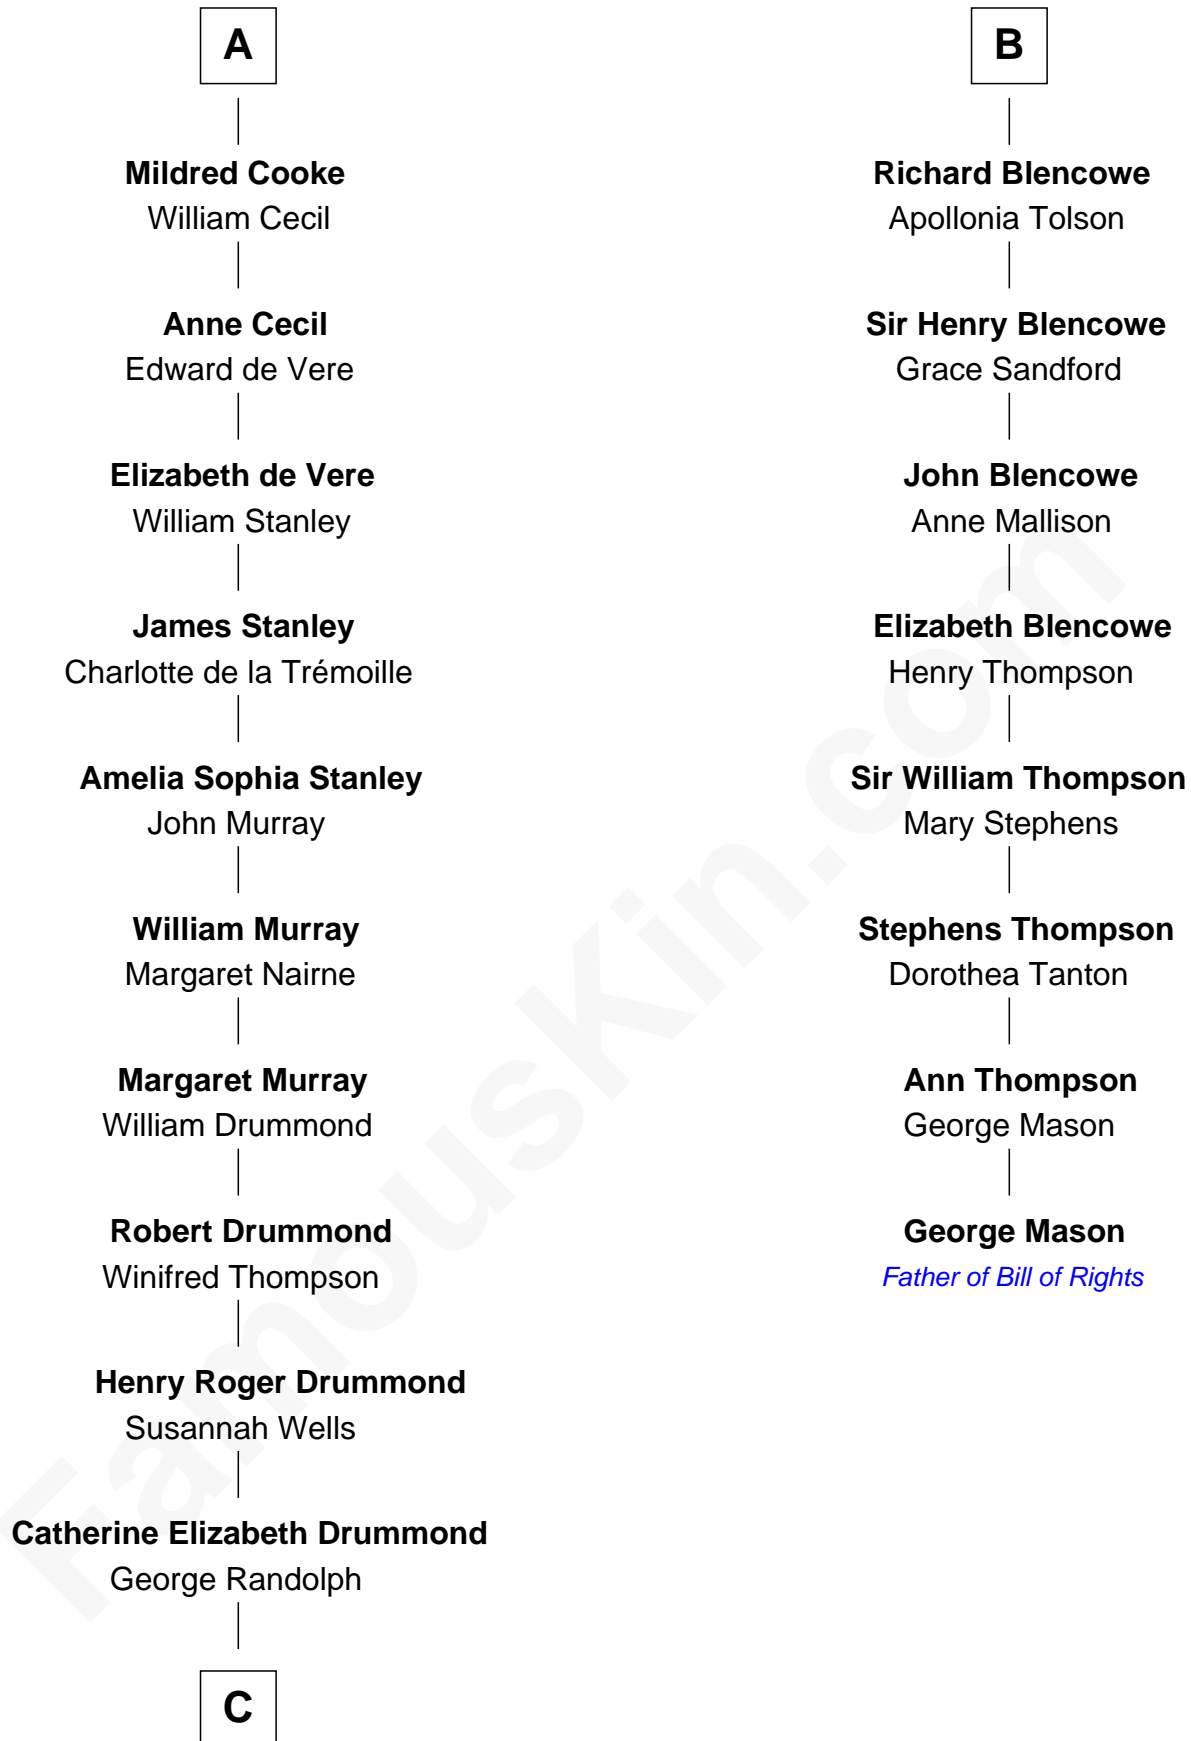 A
Mildred Cooke
William Cecil
Anne Cecil
Edward de Vere
Elizabeth de Vere
William Stanley
James Stanley
Charlotte de la Trémoille
Amelia Sophia Stanley
John Murray
William Murray
Margaret Nairne
Margaret Murray
William Drummond
Robert Drummond
Winifred Thompson
Henry Roger Drummond
Susannah Wells
Catherine Elizabeth Drummond
George Randolph
C
B
Richard Blencowe
Apollonia Tolson
Sir Henry Blencowe
Grace Sandford
John Blencowe
Anne Mallison
Elizabeth Blencowe
Henry Thompson
Sir William Thompson
Mary Stephens
Stephens Thompson
Dorothea Tanton
Ann Thompson
George Mason
George Mason
Father of Bill of Rights
FamousKin.com